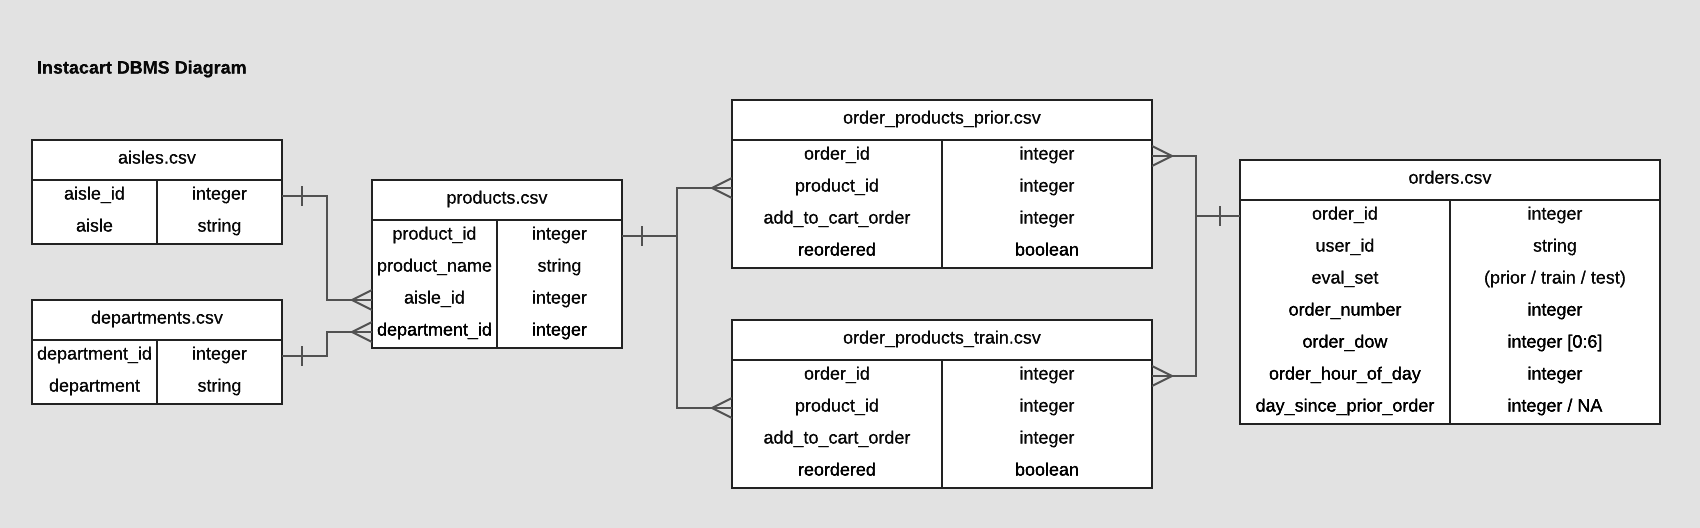 Instacart DBMS Diagram
aisles.csv
aisle_id integer
aisle string
departments.csv
department_id integer
department string
products.csv
product_id integer
product_name string
aisle_id integer
department_id integer
order_products_prior.csv
order_id integer
product_id integer
add_to_cart_order integer
reordered boolean
order_products_train.csv
order_id integer
product_id integer
add_to_cart_order integer
reordered boolean
orders.csv
order_id integer
user_id string
eval_set (prior / train / test)
order_number integer
order_dow integer [0:6]
order_hour_of_day integer
day_since_prior_order integer / NA